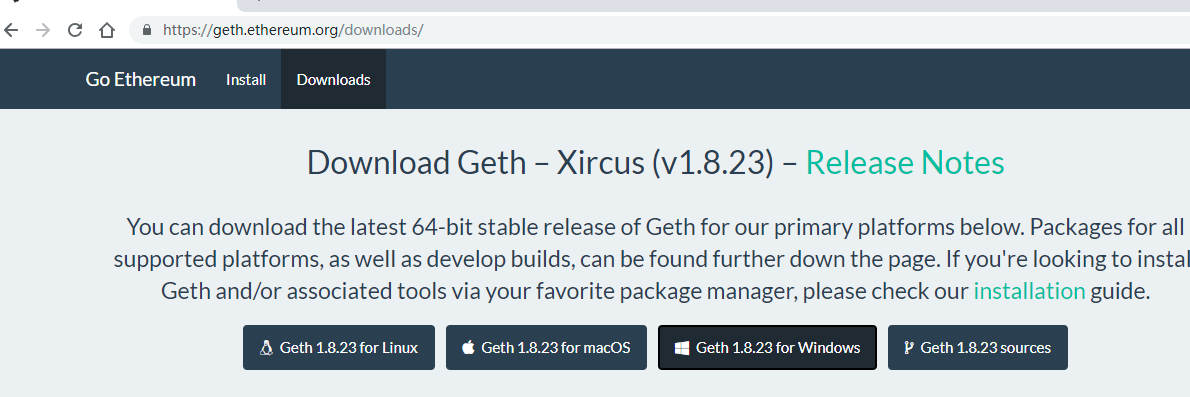 https://geth.ethereum.org/downloads/
Go Ethereum Install Downloads
Download Geth – Xircus (v1.8.23) – Release Notes
You can download the latest 64-bit stable release of Geth for our primary platforms below. Packages for all
supported platforms, as well as develop builds, can be found further down the page. If you're looking to instal
Geth and/or associated tools via your favorite package manager, please check our installation guide.
Geth 1.8.23 for Linux Geth 1.8.23 for macOS Geth 1.8.23 for Windows Geth 1.8.23 sources